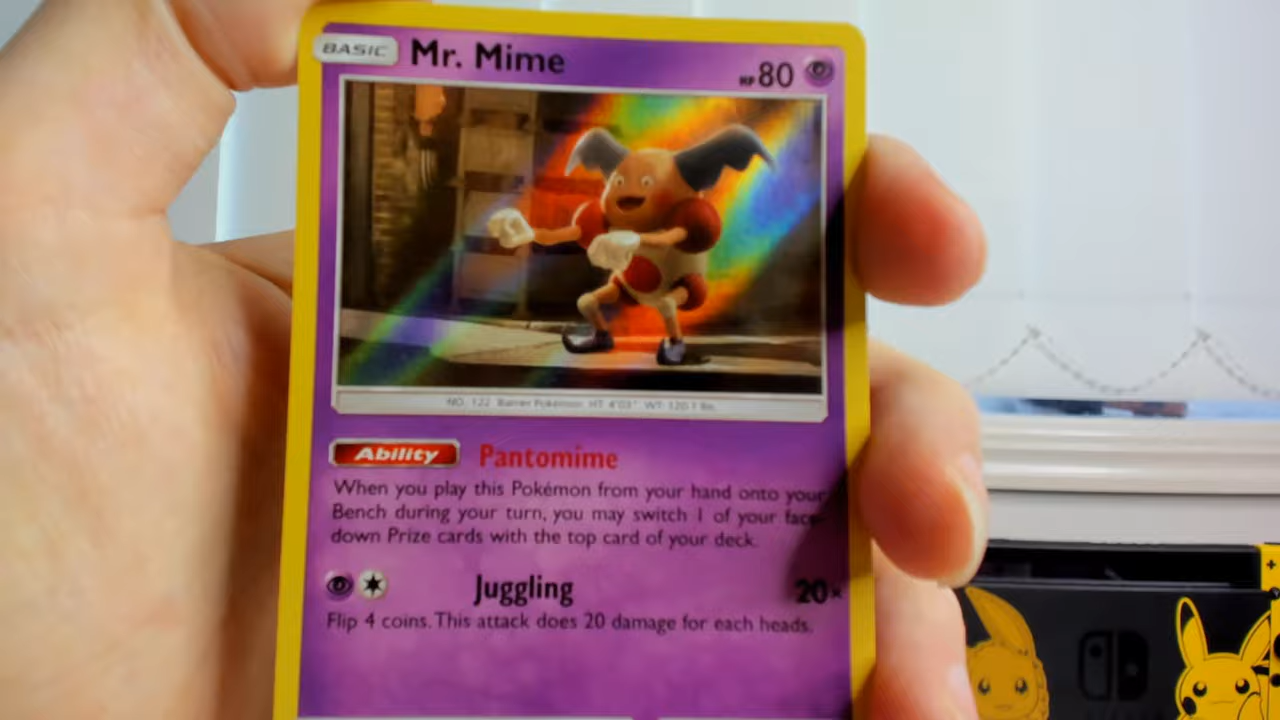 BASIC Mr. Mime HP 80
NO. 122 Barrier Pokémon HT 4'03" WT 120.1 lbs.
Ability Pantomime
When you play this Pokémon from your hand onto your
Bench during your turn, you may switch 1 of your face-
down Prize cards with the top card of your deck.
Juggling 20×
Flip 4 coins. This attack does 20 damage for each heads.